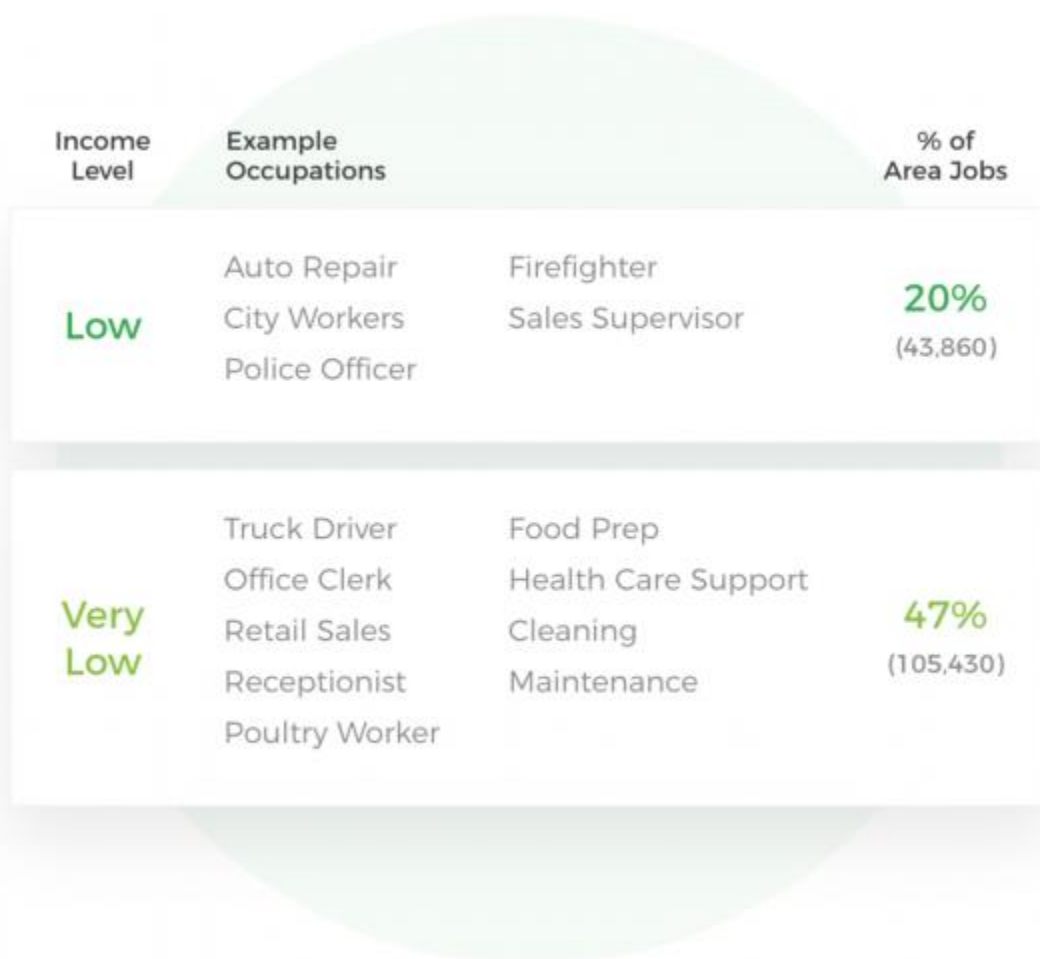 Income
Level
Example
Occupations
% of
Area Jobs
Low
Auto Repair
City Workers
Police Officer
Firefighter
Sales Supervisor
20%
(43,860)
Very
Low
Truck Driver
Office Clerk
Retail Sales
Receptionist
Poultry Worker
Food Prep
Health Care Support
Cleaning
Maintenance
47%
(105,430)